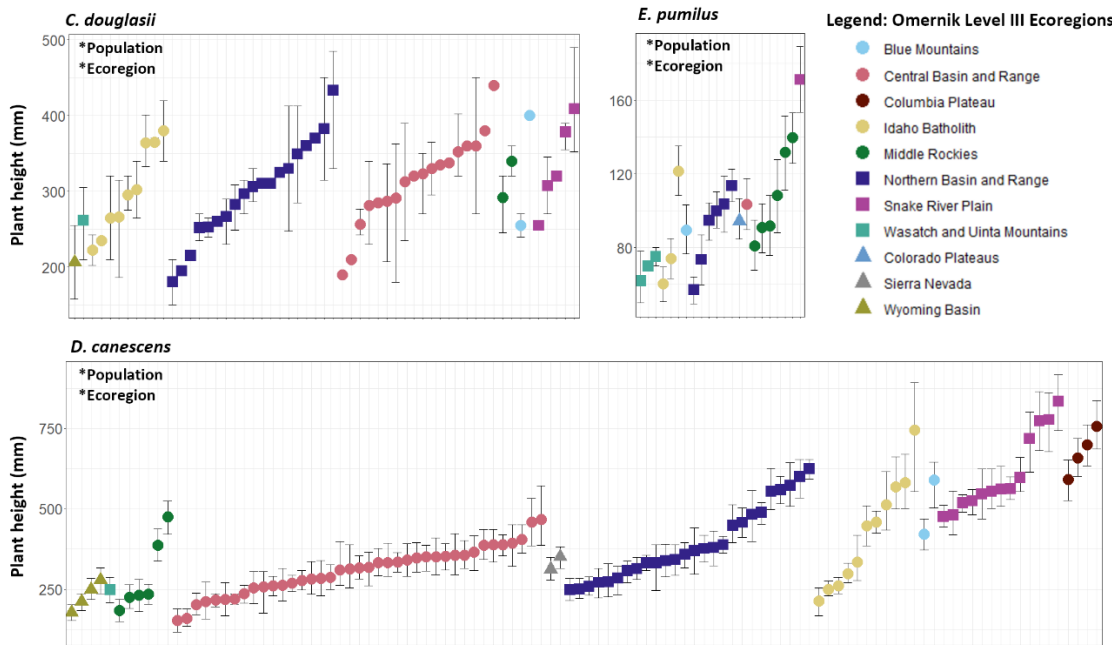 C. douglasii
*Population
*Ecoregion
Plant height (mm)
500
400
300
200
E. pumilus
*Population
*Ecoregion
160
120
80
Legend: Omernik Level III Ecoregions
Blue Mountains
Central Basin and Range
Columbia Plateau
Idaho Batholith
Middle Rockies
Northern Basin and Range
Snake River Plain
Wasatch and Uinta Mountains
Colorado Plateaus
Sierra Nevada
Wyoming Basin
D. canescens
*Population
*Ecoregion
Plant height (mm)
750
500
250